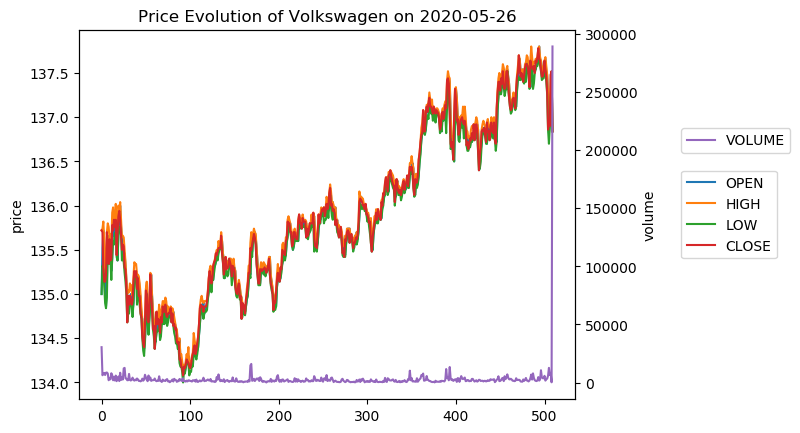 Price Evolution of Volkswagen on 2020-05-26
price
137.5
137.0
136.5
136.0
135.5
135.0
134.5
134.0
0
100
200
300
400
500
300000
250000
200000
150000
100000
50000
0
volume
VOLUME
OPEN
HIGH
LOW
CLOSE